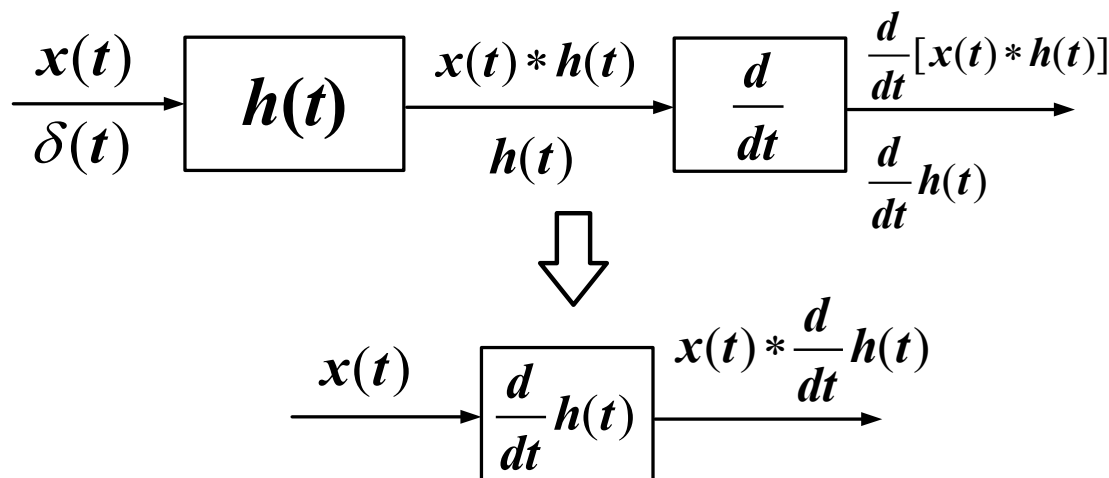 x(t)
δ(t)
h(t)
x(t) * h(t)
h(t)
d/dt
d/dt [x(t) * h(t)]
d/dt h(t)
x(t)
d/dt h(t)
x(t) * d/dt h(t)